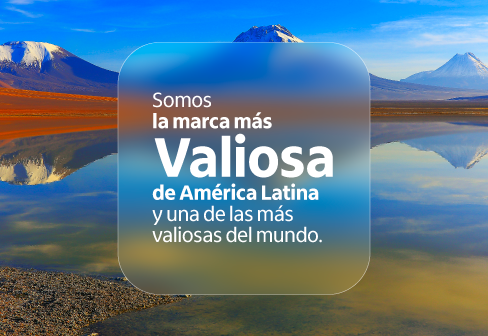 Somos
la marca más
Valiosa
de América Latina
y una de las más
valiosas del mundo.